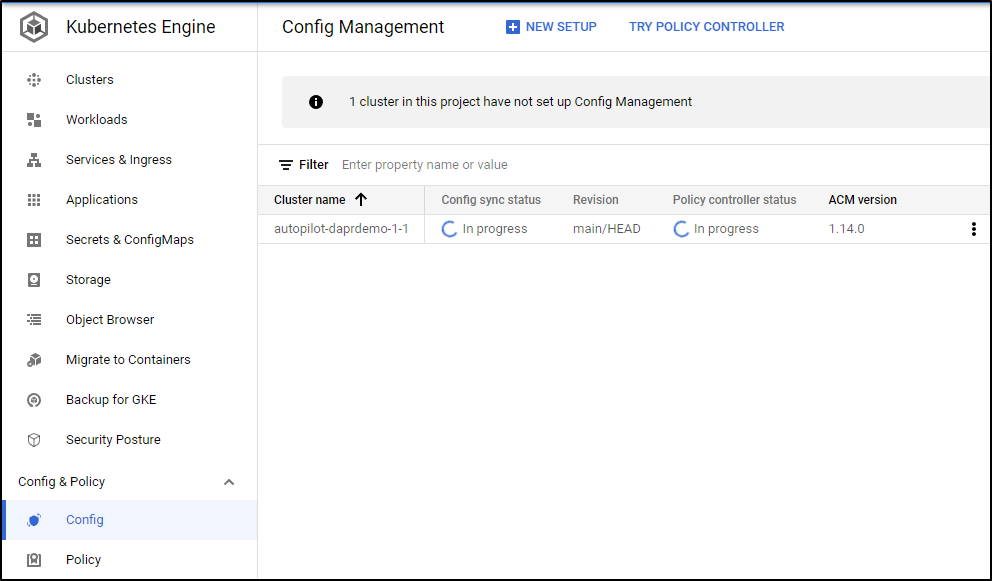 Kubernetes Engine
Config Management
NEW SETUP
TRY POLICY CONTROLLER
Clusters
Workloads
Services & Ingress
Applications
Secrets & ConfigMaps
Storage
Object Browser
Migrate to Containers
Backup for GKE
Security Posture
Config & Policy
Config
Policy
1 cluster in this project have not set up Config Management
Filter Enter property name or value
Cluster name Config sync status Revision Policy controller status ACM version
autopilot-daprdemo-1-1 In progress main/HEAD In progress 1.14.0